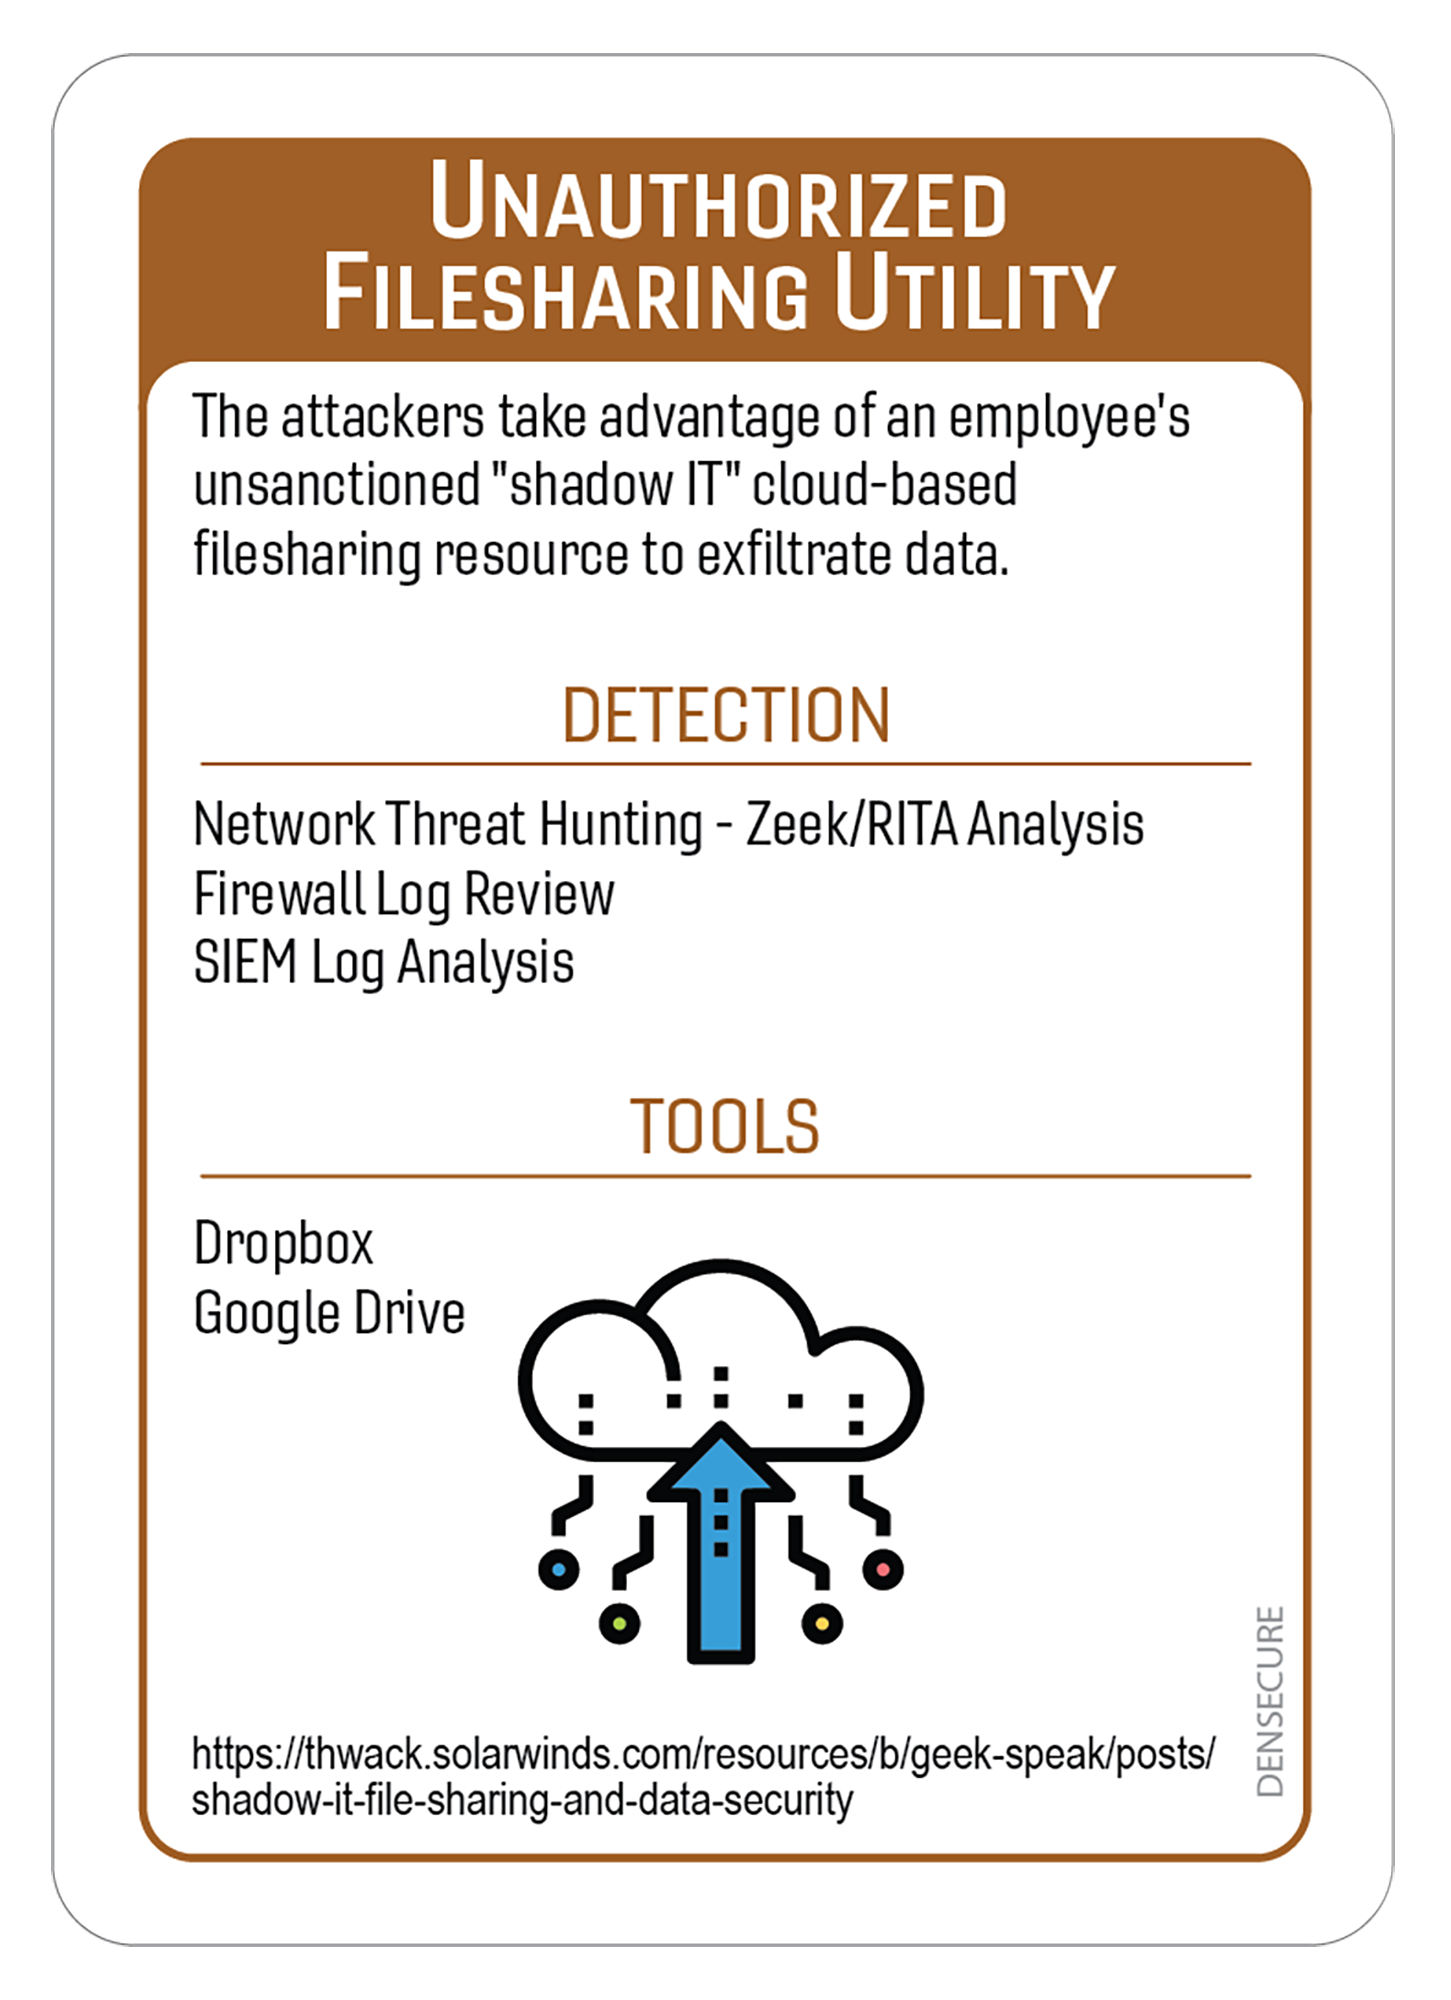 UNAUTHORIZED
FILESHARING UTILITY
The attackers take advantage of an employee's
unsanctioned "shadow IT" cloud-based
filesharing resource to exfiltrate data.
DETECTION
Network Threat Hunting - Zeek/RITA Analysis
Firewall Log Review
SIEM Log Analysis
TOOLS
Dropbox
Google Drive
https://thwack.solarwinds.com/resources/b/geek-speak/posts/
shadow-it-file-sharing-and-data-security
DENSECURE